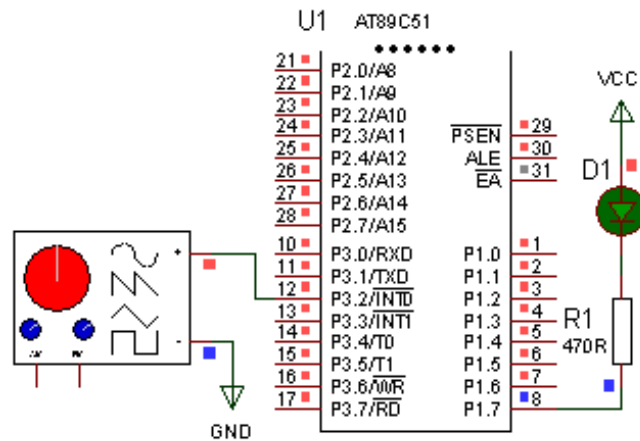 U1 AT89C51
21 P2.0/A8
22 P2.1/A9
23 P2.2/A10
24 P2.3/A11
25 P2.4/A12
26 P2.5/A13
27 P2.6/A14
28 P2.7/A15
PSEN 29
ALE 30
EA 31
VCC
D1
10 P3.0/RXD P1.0 1
11 P3.1/TXD P1.1 2
12 P3.2/INT0 P1.2 3
13 P3.3/INT1 P1.3 4
14 P3.4/T0 P1.4 5
15 P3.5/T1 P1.5 6
16 P3.6/WR P1.6 7
17 P3.7/RD P1.7 8
R1
470R
+
-
GND